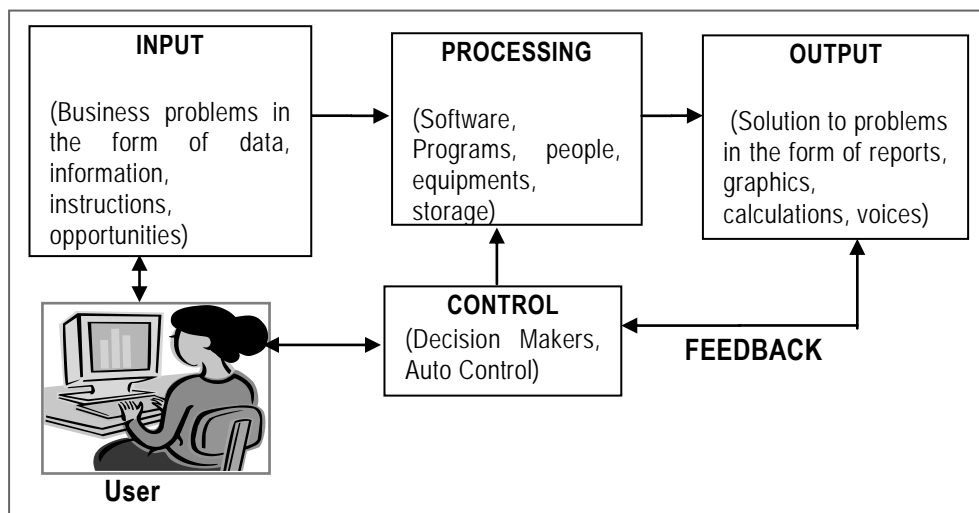 INPUT
(Business problems in
the form of data,
information,
instructions,
opportunities)
PROCESSING
(Software,
Programs, people,
equipments,
storage)
OUTPUT
(Solution to problems
in the form of reports,
graphics,
calculations, voices)
CONTROL
(Decision Makers,
Auto Control)
FEEDBACK
User